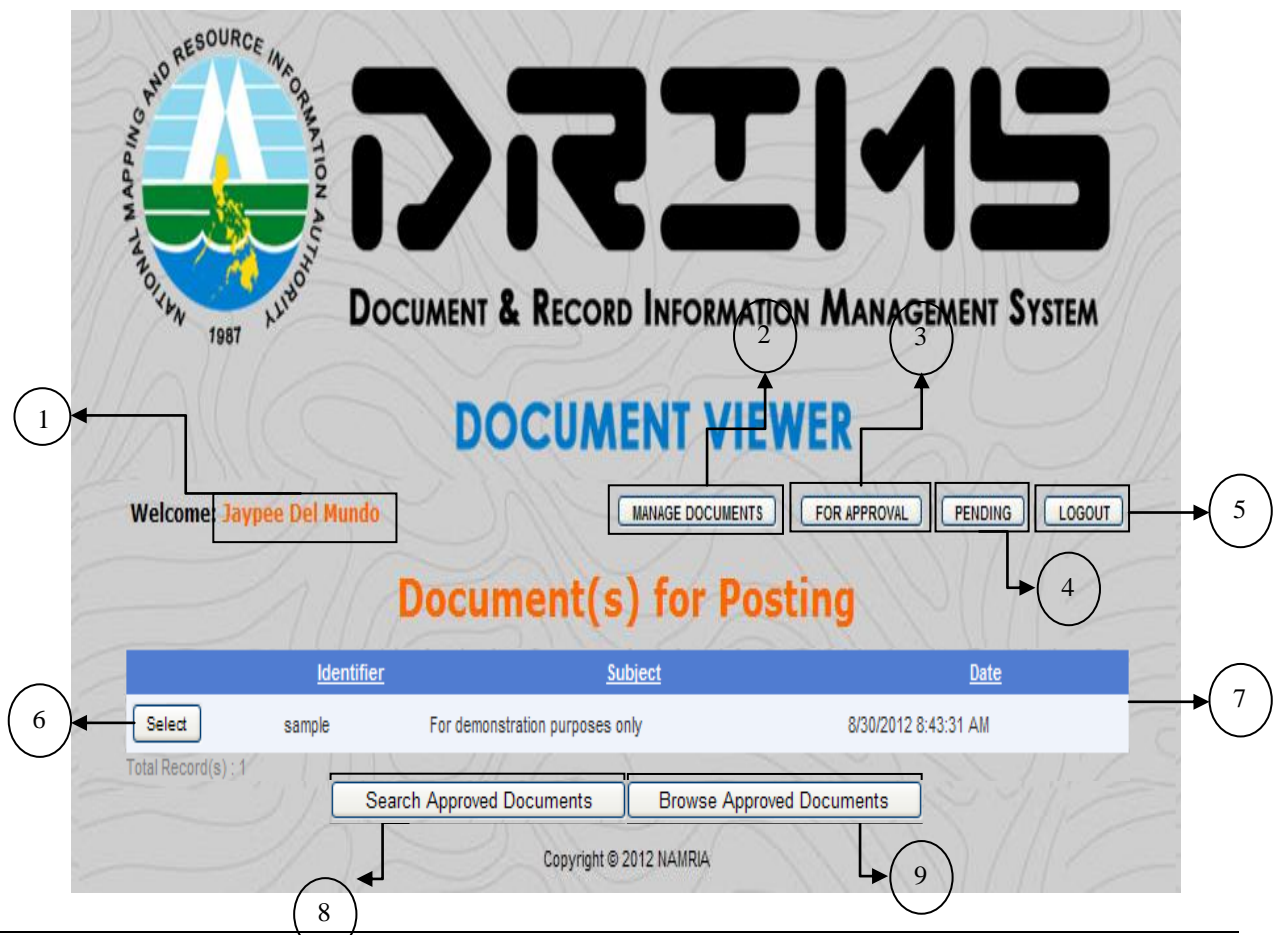 NATIONAL MAPPING AND RESOURCE INFORMATION AUTHORITY
1987
DRIMS
DOCUMENT & RECORD INFORMATION MANAGEMENT SYSTEM
2
3
1
DOCUMENT VIEWER
Welcome: Jaypee Del Mundo
MANAGE DOCUMENTS
FOR APPROVAL
PENDING
LOGOUT
5
4
Document(s) for Posting
Identifier Subject Date
6
Select sample For demonstration purposes only 8/30/2012 8:43:31 AM
7
Total Record(s) : 1
Search Approved Documents
Browse Approved Documents
Copyright © 2012 NAMRIA
9
8